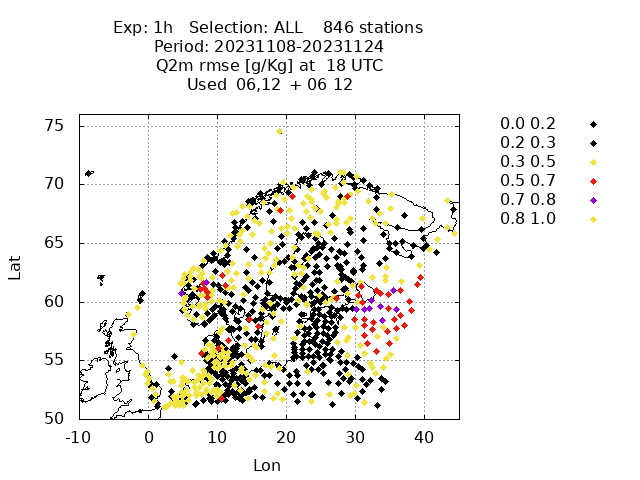 Exp: 1h   Selection: ALL    846 stations
Period: 20231108-20231124
Q2m rmse [g/Kg] at  18 UTC
Used  06,12  + 06 12
0.0 0.2
0.2 0.3
0.3 0.5
0.5 0.7
0.7 0.8
0.8 1.0
75
70
65
60
55
50
Lat
-10 0 10 20 30 40
Lon